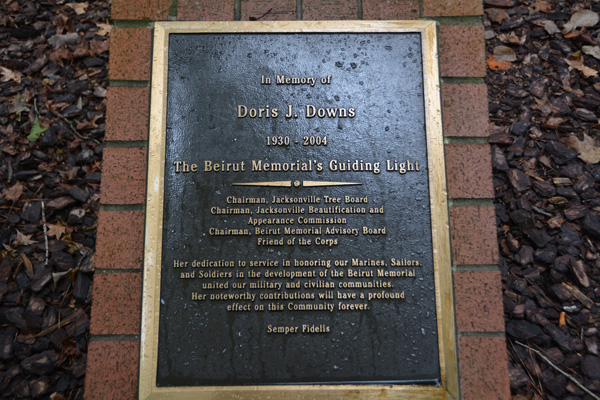 In Memory of
Doris J. Downs
1930 - 2004
The Beirut Memorial's Guiding Light
Chairman, Jacksonville Tree Board
Chairman, Jacksonville Beautification and
Appearance Commission
Chairman, Beirut Memorial Advisory Board
Friend of the Corps
Her dedication to service in honoring our Marines, Sailors,
and Soldiers in the development of the Beirut Memorial
united our military and civilian communities.
Her noteworthy contributions will have a profound
effect on this Community forever.
Semper Fidelis